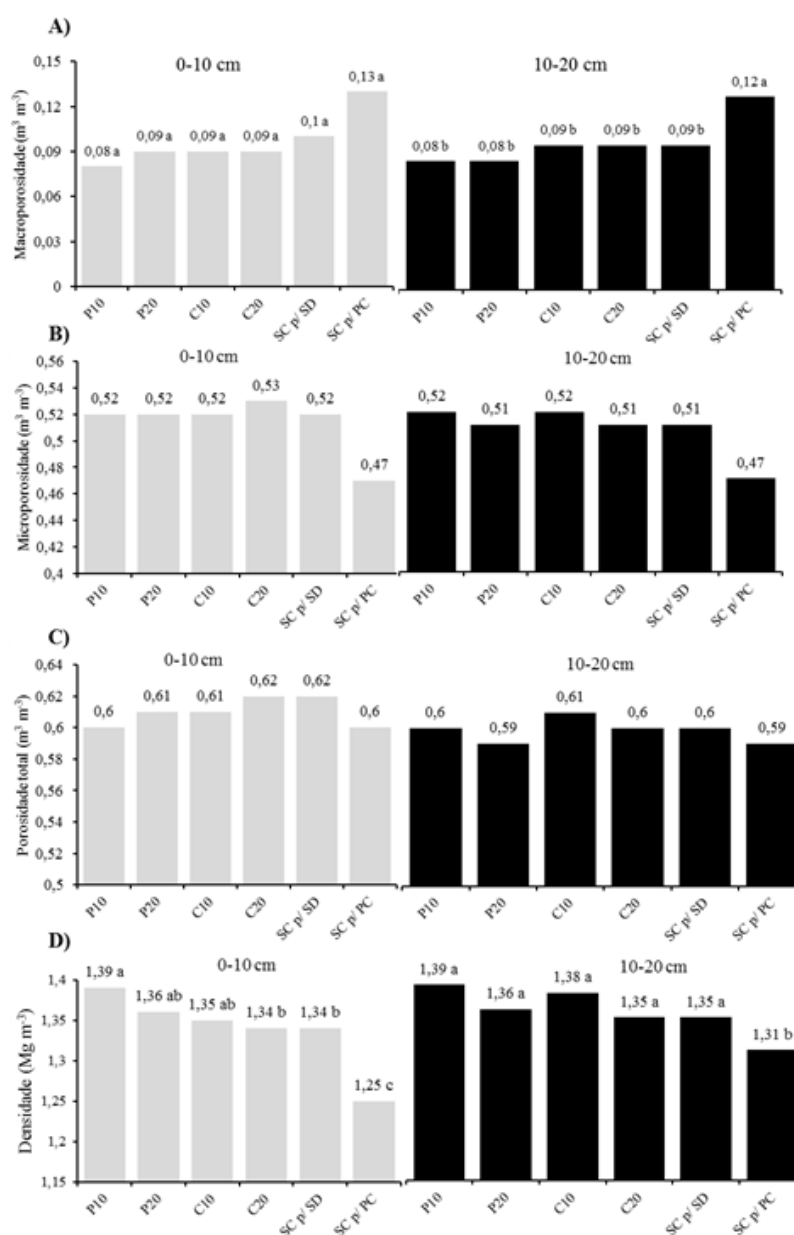 A)
0-10 cm
10-20 cm
Macroporosidade (m³ m⁻³)
0,15
0,12
0,09
0,06
0,03
0
0,08 a
0,09 a
0,09 a
0,09 a
0,1 a
0,13 a
0,08 b
0,08 b
0,09 b
0,09 b
0,09 b
0,12 a
P10
P20
C10
C20
SC p/ SD
SC p/ PC
P10
P20
C10
C20
SC p/ SD
SC p/ PC
B)
0-10 cm
10-20 cm
Microporosidade (m³ m⁻³)
0,56
0,54
0,52
0,5
0,48
0,46
0,44
0,42
0,4
0,52
0,52
0,52
0,53
0,52
0,47
0,52
0,51
0,52
0,51
0,51
0,47
P10
P20
C10
C20
SC p/ SD
SC p/ PC
P10
P20
C10
C20
SC p/ SD
SC p/ PC
C)
0-10 cm
10-20 cm
Porosidade total (m³ m⁻³)
0,64
0,62
0,6
0,58
0,56
0,54
0,52
0,5
0,6
0,61
0,61
0,62
0,62
0,6
0,6
0,59
0,61
0,6
0,6
0,59
P10
P20
C10
C20
SC p/ SD
SC p/ PC
P10
P20
C10
C20
SC p/ SD
SC p/ PC
D)
0-10 cm
10-20 cm
Densidade (Mg m⁻³)
1,4
1,35
1,3
1,25
1,2
1,15
1,39 a
1,36 ab
1,35 ab
1,34 b
1,34 b
1,25 c
1,39 a
1,36 a
1,38 a
1,35 a
1,35 a
1,31 b
P10
P20
C10
C20
SC p/ SD
SC p/ PC
P10
P20
C10
C20
SC p/ SD
SC p/ PC